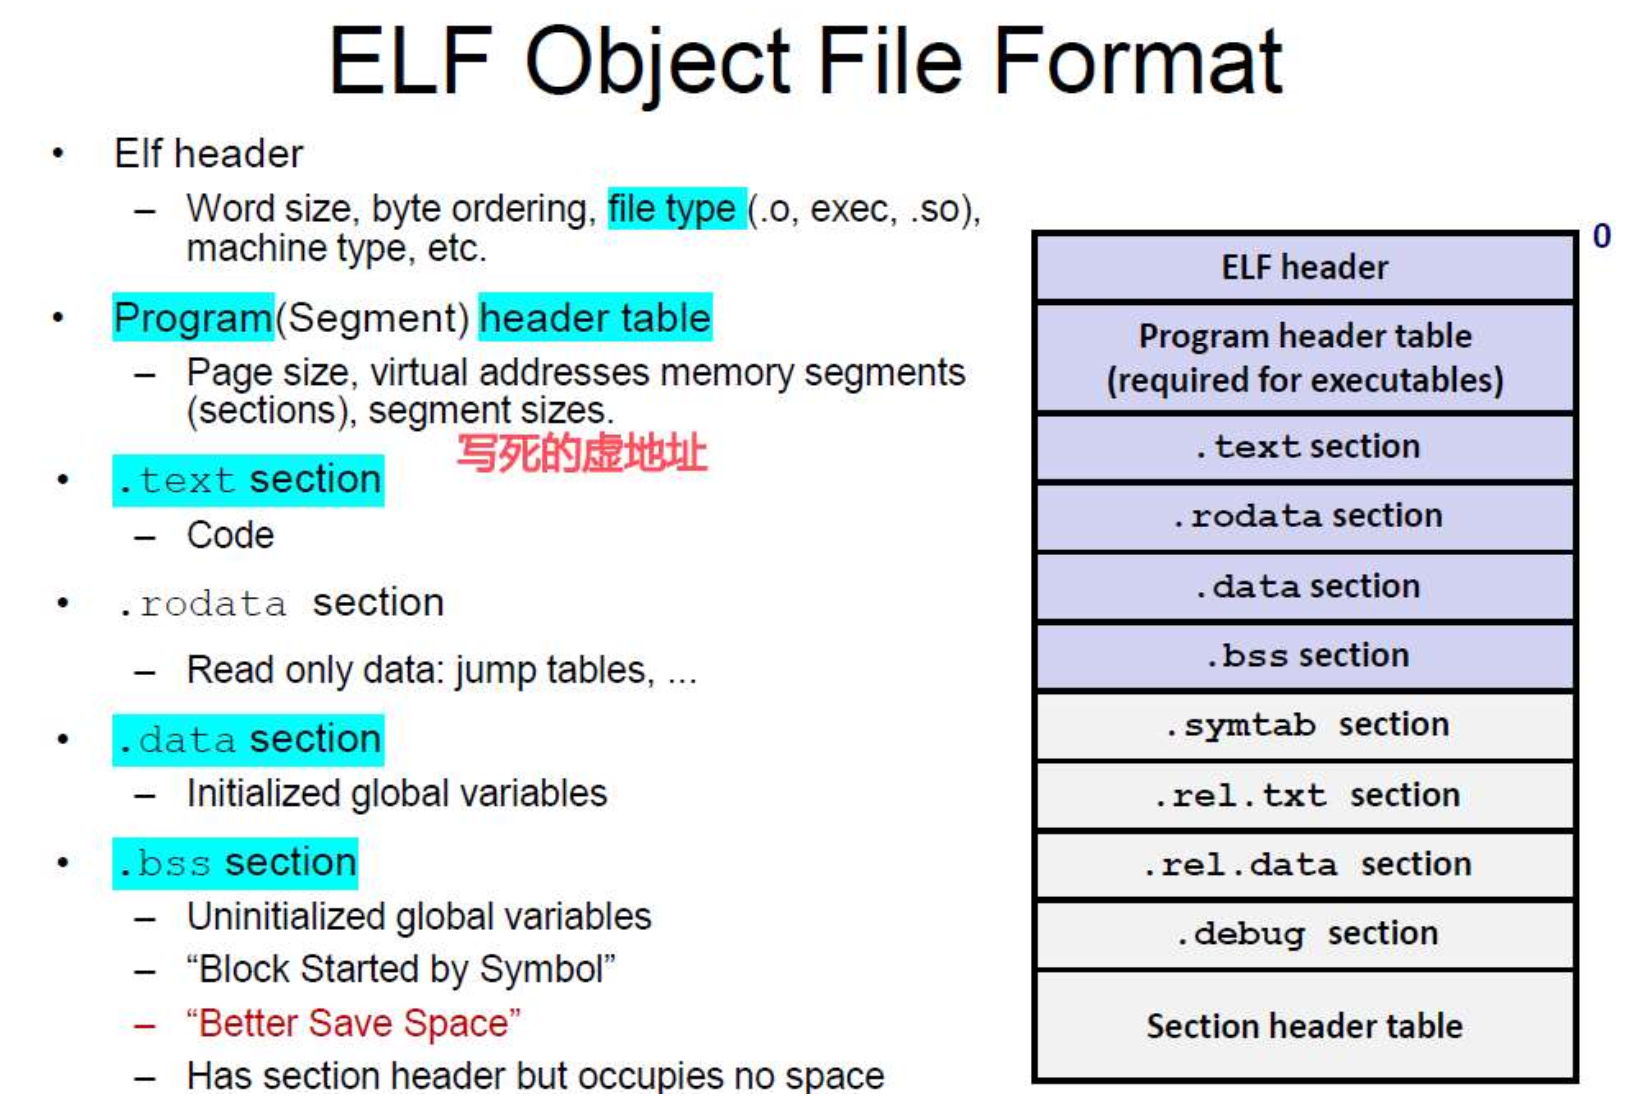 ELF Object File Format
• Elf header
– Word size, byte ordering, file type (.o, exec, .so),
machine type, etc.
• Program(Segment) header table
– Page size, virtual addresses memory segments
(sections), segment sizes.
写死的虚地址
• .text section
– Code
• .rodata section
– Read only data: jump tables, ...
• .data section
– Initialized global variables
• .bss section
– Uninitialized global variables
– “Block Started by Symbol”
– “Better Save Space”
– Has section header but occupies no space
0
ELF header
Program header table
(required for executables)
.text section
.rodata section
.data section
.bss section
.symtab section
.rel.txt section
.rel.data section
.debug section
Section header table